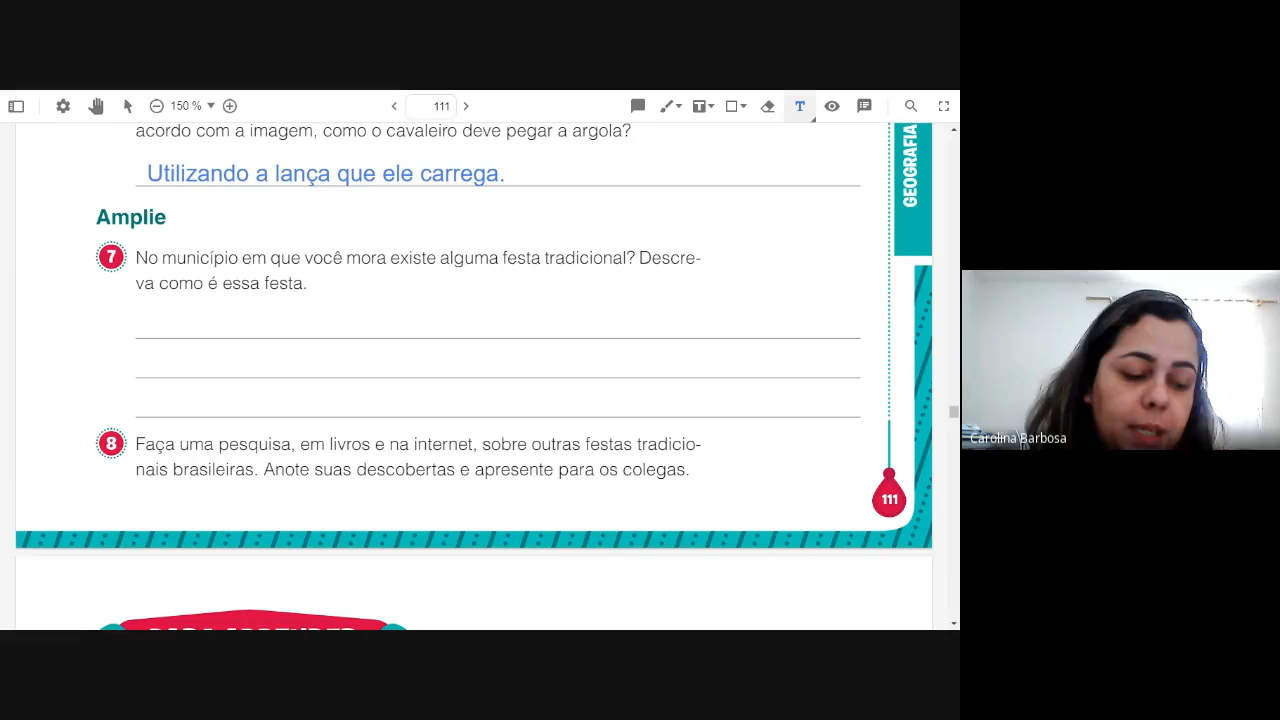 150 %
111
acordo com a imagem, como o cavaleiro deve pegar a argola?
Utilizando a lança que ele carrega.
GEOGRAFIA
Amplie
7 No município em que você mora existe alguma festa tradicional? Descre-
va como é essa festa.
8 Faça uma pesquisa, em livros e na internet, sobre outras festas tradicio-
nais brasileiras. Anote suas descobertas e apresente para os colegas.
111
Carolina Barbosa
PARA APRENDER